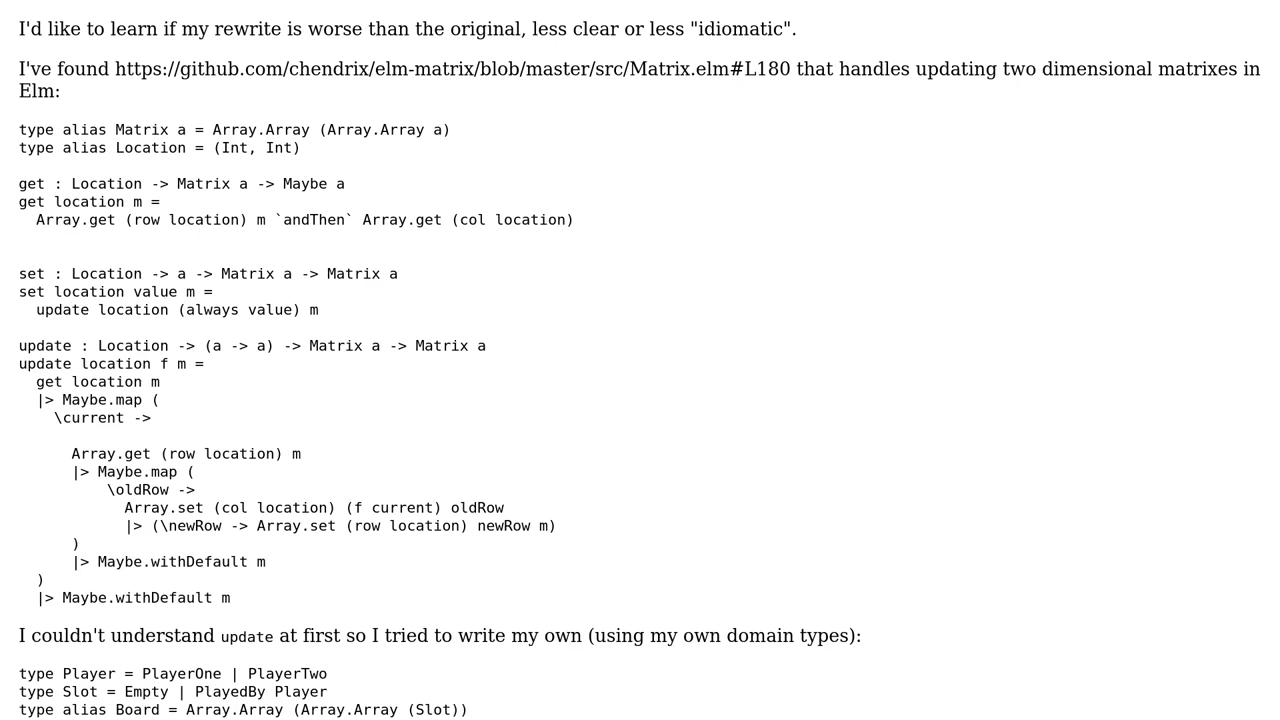 I'd like to learn if my rewrite is worse than the original, less clear or less "idiomatic".
I've found https://github.com/chendrix/elm-matrix/blob/master/src/Matrix.elm#L180 that handles updating two dimensional matrixes in
Elm:
type alias Matrix a = Array.Array (Array.Array a)
type alias Location = (Int, Int)
get : Location -> Matrix a -> Maybe a
get location m =
  Array.get (row location) m `andThen` Array.get (col location)
set : Location -> a -> Matrix a -> Matrix a
set location value m =
  update location (always value) m
update : Location -> (a -> a) -> Matrix a -> Matrix a
update location f m =
  get location m
  |> Maybe.map (
    \current ->
      Array.get (row location) m
      |> Maybe.map (
          \oldRow ->
            Array.set (col location) (f current) oldRow
            |> (\newRow -> Array.set (row location) newRow m)
      )
      |> Maybe.withDefault m
  )
  |> Maybe.withDefault m
I couldn't understand update at first so I tried to write my own (using my own domain types):
type Player = PlayerOne | PlayerTwo
type Slot = Empty | PlayedBy Player
type alias Board = Array.Array (Array.Array (Slot))